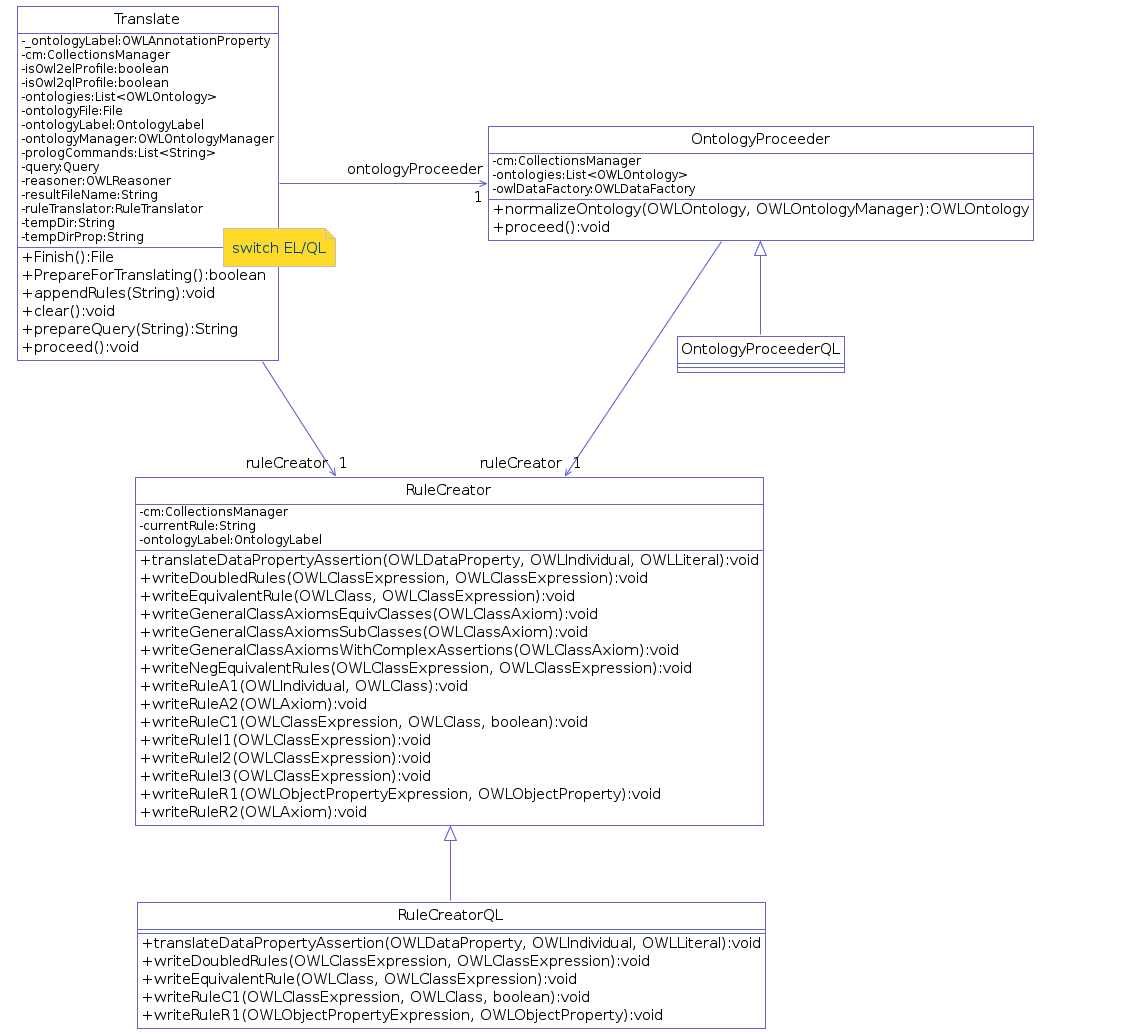 Translate
-_ontologyLabel:OWLAnnotationProperty
-cm:CollectionsManager
-isOwl2elProfile:boolean
-isOwl2qlProfile:boolean
-ontologies:List<OWLOntology>
-ontologyFile:File
-ontologyLabel:OntologyLabel
-ontologyManager:OWLOntologyManager
-prologCommands:List<String>
-query:Query
-reasoner:OWLReasoner
-resultFileName:String
-ruleTranslator:RuleTranslator
-tempDir:String
-tempDirProp:String
switch EL/QL
+Finish():File
+PrepareForTranslating():boolean
+appendRules(String):void
+clear():void
+prepareQuery(String):String
+proceed():void
ontologyProceeder
1
OntologyProceeder
-cm:CollectionsManager
-ontologies:List<OWLOntology>
-owlDataFactory:OWLDataFactory
+normalizeOntology(OWLOntology, OWLOntologyManager):OWLOntology
+proceed():void
OntologyProceederQL
ruleCreator 1
ruleCreator 1
RuleCreator
-cm:CollectionsManager
-currentRule:String
-ontologyLabel:OntologyLabel
+translateDataPropertyAssertion(OWLDataProperty, OWLIndividual, OWLLiteral):void
+writeDoubledRules(OWLClassExpression, OWLClassExpression):void
+writeEquivalentRule(OWLClass, OWLClassExpression):void
+writeGeneralClassAxiomsEquivClasses(OWLClassAxiom):void
+writeGeneralClassAxiomsSubClasses(OWLClassAxiom):void
+writeGeneralClassAxiomsWithComplexAssertions(OWLClassAxiom):void
+writeNegEquivalentRules(OWLClassExpression, OWLClassExpression):void
+writeRuleA1(OWLIndividual, OWLClass):void
+writeRuleA2(OWLAxiom):void
+writeRuleC1(OWLClassExpression, OWLClass, boolean):void
+writeRuleI1(OWLClassExpression):void
+writeRuleI2(OWLClassExpression):void
+writeRuleI3(OWLClassExpression):void
+writeRuleR1(OWLObjectPropertyExpression, OWLObjectProperty):void
+writeRuleR2(OWLAxiom):void
RuleCreatorQL
+translateDataPropertyAssertion(OWLDataProperty, OWLIndividual, OWLLiteral):void
+writeDoubledRules(OWLClassExpression, OWLClassExpression):void
+writeEquivalentRule(OWLClass, OWLClassExpression):void
+writeRuleC1(OWLClassExpression, OWLClass, boolean):void
+writeRuleR1(OWLObjectPropertyExpression, OWLObjectProperty):void